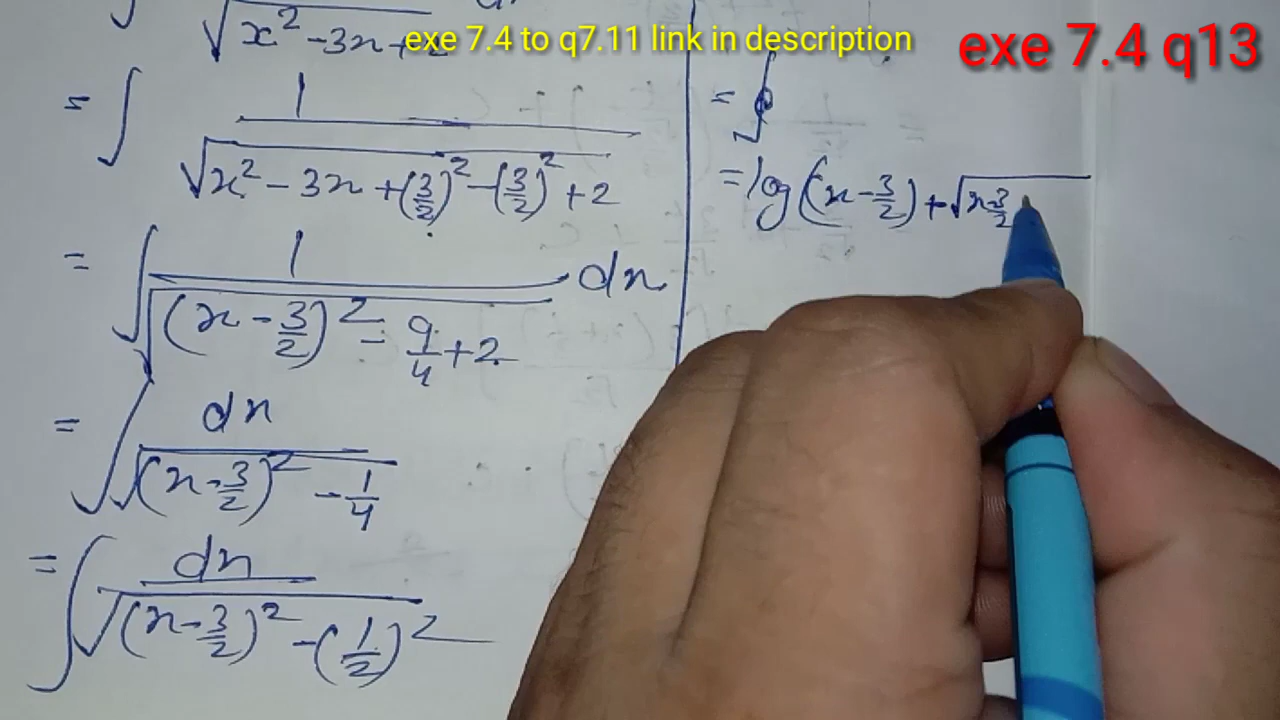 exe 7.4 to q7.11 link in description
exe 7.4 q13
∫ √x² - 3x +
= ∫ 1
√x² - 3x + (3/2)² - (3/2)² + 2
= ∫ 1 dx
√(x - 3/2)² - 9/4 + 2
= ∫ dx
√(x - 3/2)² - 1/4
= ∫ dx
√(x - 3/2)² - (1/2)²
= ∫
= log (x - 3/2) + √x - 3/2